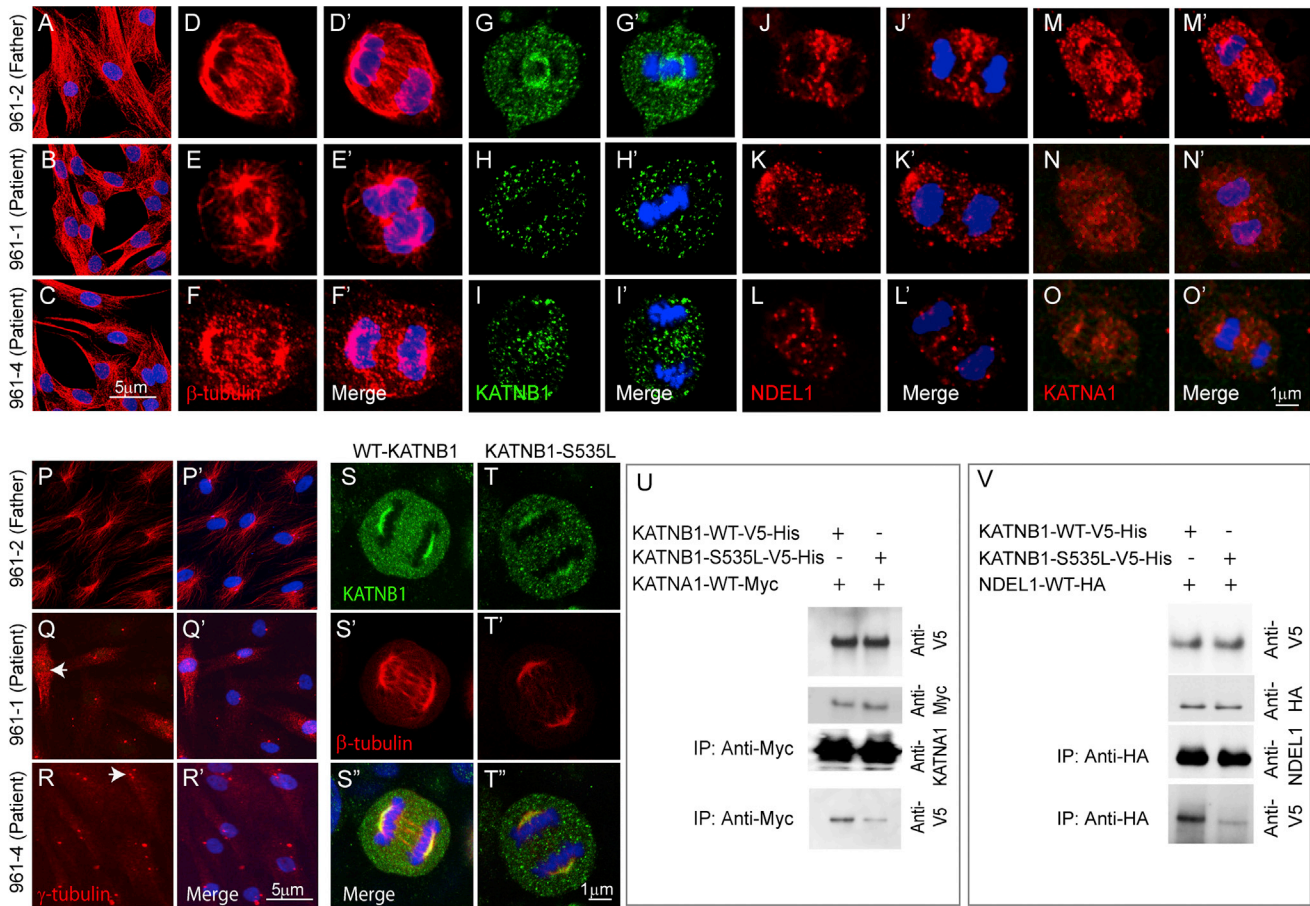 961-2 (Father)
A
D
D'
G
G'
J
J'
M
M'
961-1 (Patient)
B
E
E'
H
H'
K
K'
N
N'
961-4 (Patient)
C
5μm
F
β-tubulin
F'
Merge
I
KATNB1
I'
Merge
L
NDEL1
L'
Merge
O
KATNA1
O'
Merge
1μm
961-2 (Father)
P
P'
961-1 (Patient)
Q
Q'
961-4 (Patient)
R
γ-tubulin
R'
Merge
5μm
WT-KATNB1
KATNB1-S535L
S
KATNB1
T
S'
β-tubulin
T'
S"
Merge
T"
1μm
U
KATNB1-WT-V5-His + -
KATNB1-S535L-V5-His - +
KATNA1-WT-Myc + +
Anti-
V5
Anti-
Myc
IP: Anti-Myc
Anti-
KATNA1
IP: Anti-Myc
Anti-
V5
V
KATNB1-WT-V5-His + -
KATNB1-S535L-V5-His - +
NDEL1-WT-HA + +
Anti-
V5
Anti-
HA
IP: Anti-HA
Anti-
NDEL1
IP: Anti-HA
Anti-
V5